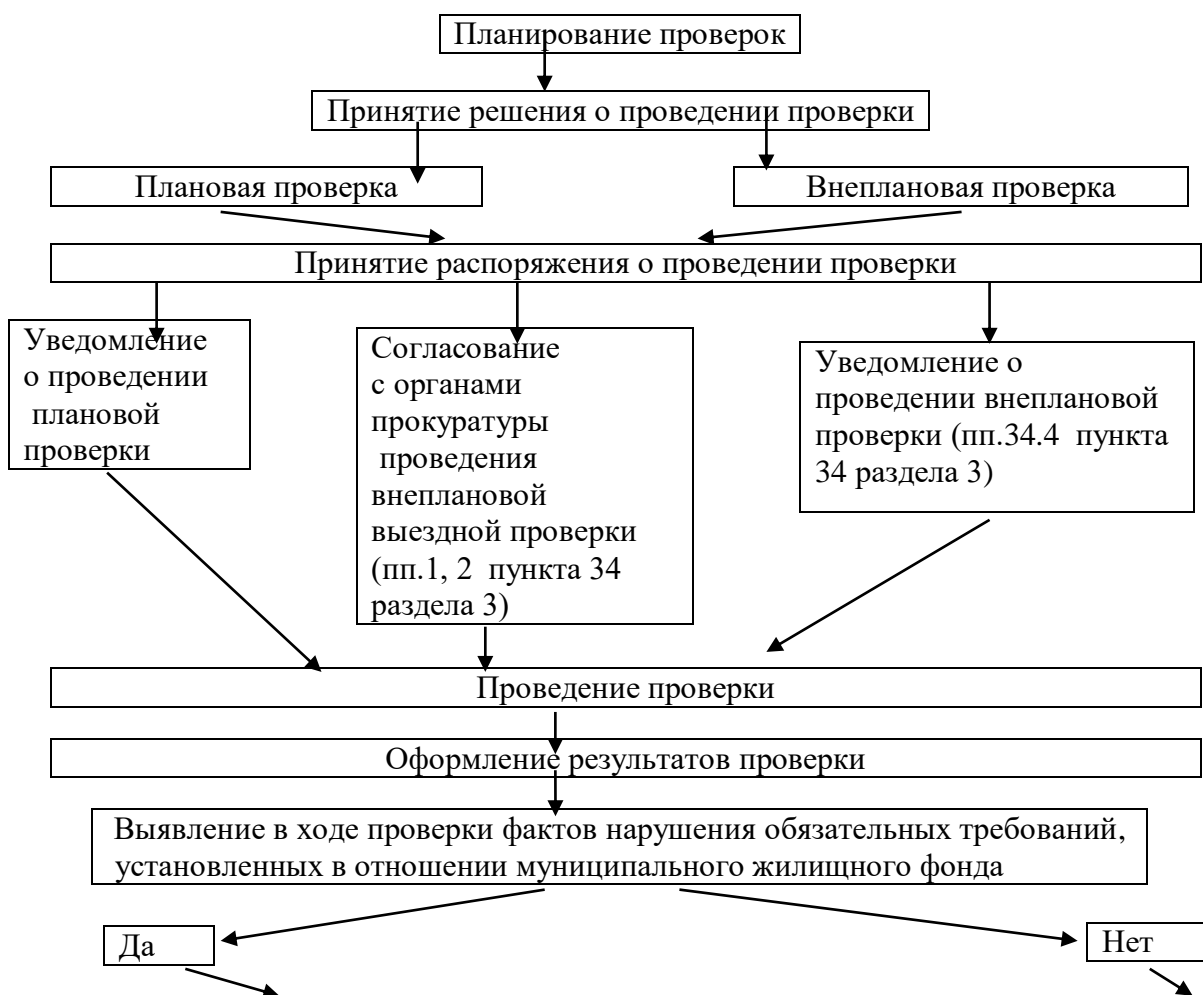 Планирование проверок
Принятие решения о проведении проверки
Плановая проверка
Внеплановая проверка
Принятие распоряжения о проведении проверки
Уведомление
о проведении
плановой
проверки
Согласование
с органами
прокуратуры
проведения
внеплановой
выездной проверки
(пп.1, 2 пункта 34
раздела 3)
Уведомление о
проведении внеплановой
проверки (пп.34.4 пункта
34 раздела 3)
Проведение проверки
Оформление результатов проверки
Выявление в ходе проверки фактов нарушения обязательных требований,
установленных в отношении муниципального жилищного фонда
Да
Нет